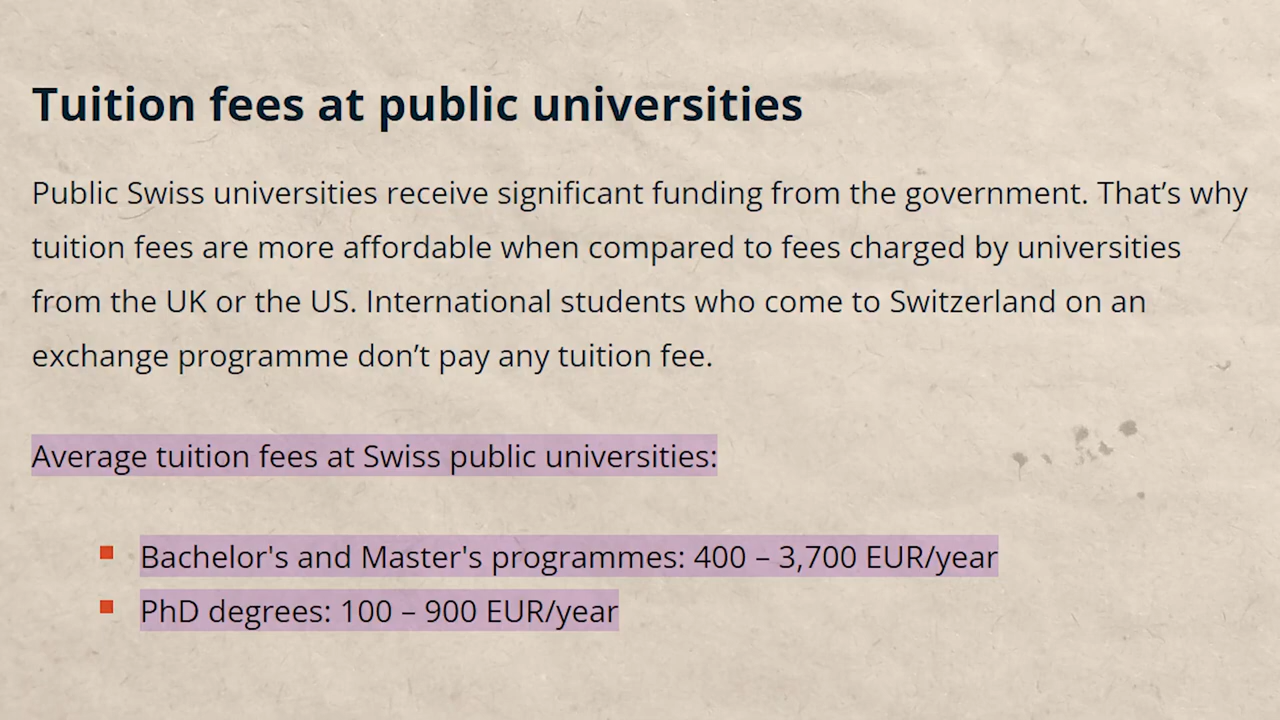 Tuition fees at public universities
Public Swiss universities receive significant funding from the government. That’s why
tuition fees are more affordable when compared to fees charged by universities
from the UK or the US. International students who come to Switzerland on an
exchange programme don’t pay any tuition fee.
Average tuition fees at Swiss public universities:
Bachelor's and Master's programmes: 400 – 3,700 EUR/year
PhD degrees: 100 – 900 EUR/year